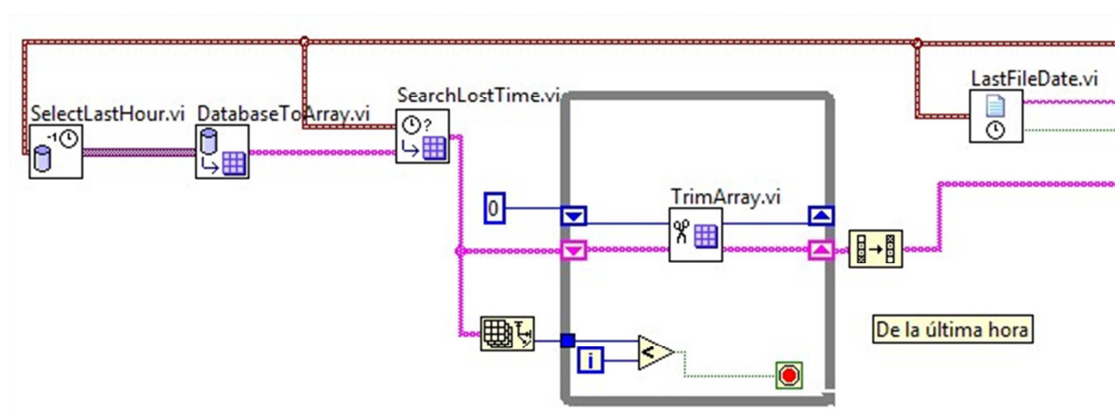 LastFileDate.vi
SearchLostTime.vi
SelectLastHour.vi
DatabaseToArray.vi
-1
?
TrimArray.vi
0
i
<
De la última hora